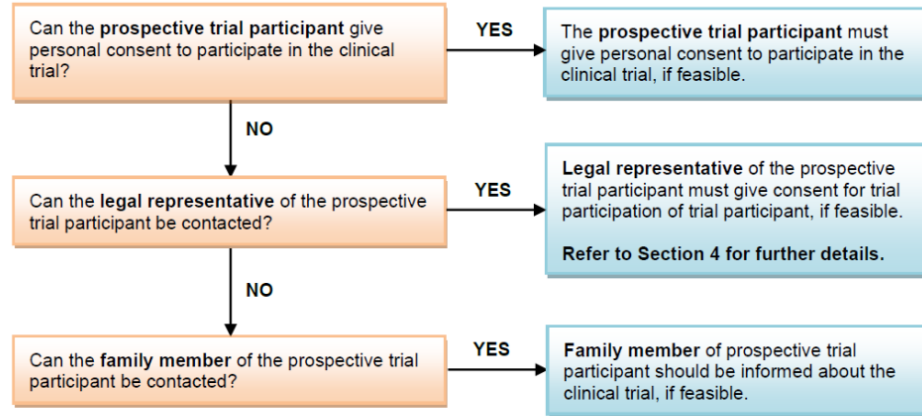 Can the prospective trial participant give
personal consent to participate in the clinical
trial?
YES
The prospective trial participant must
give personal consent to participate in the
clinical trial, if feasible.
NO
Can the legal representative of the prospective
trial participant be contacted?
YES
Legal representative of the prospective
trial participant must give consent for trial
participation of trial participant, if feasible.
Refer to Section 4 for further details.
NO
Can the family member of the prospective trial
participant be contacted?
YES
Family member of prospective trial
participant should be informed about the
clinical trial, if feasible.